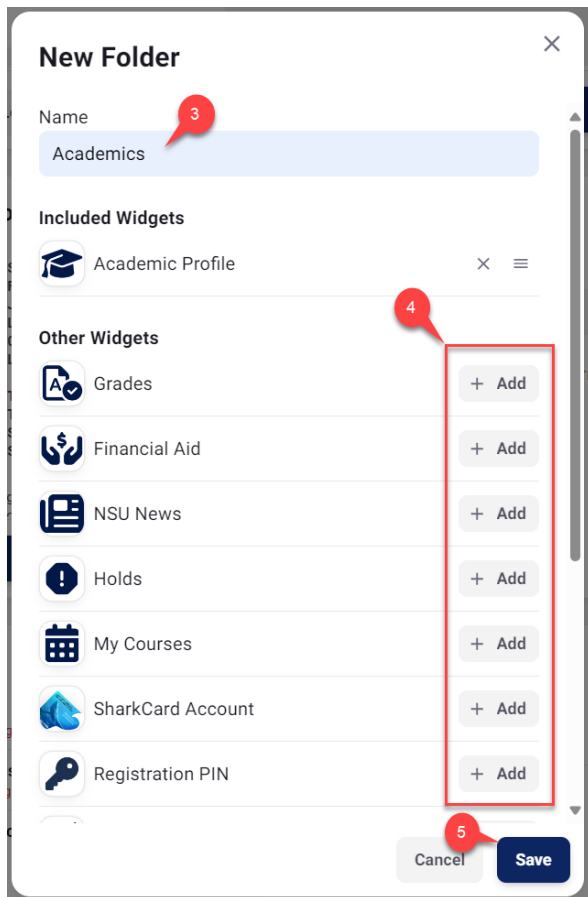 New Folder
Name
3
Academics
Included Widgets
Academic Profile
4
Other Widgets
Grades
+ Add
Financial Aid
+ Add
NSU News
+ Add
Holds
+ Add
My Courses
+ Add
SharkCard Account
+ Add
Registration PIN
+ Add
5
Cancel
Save